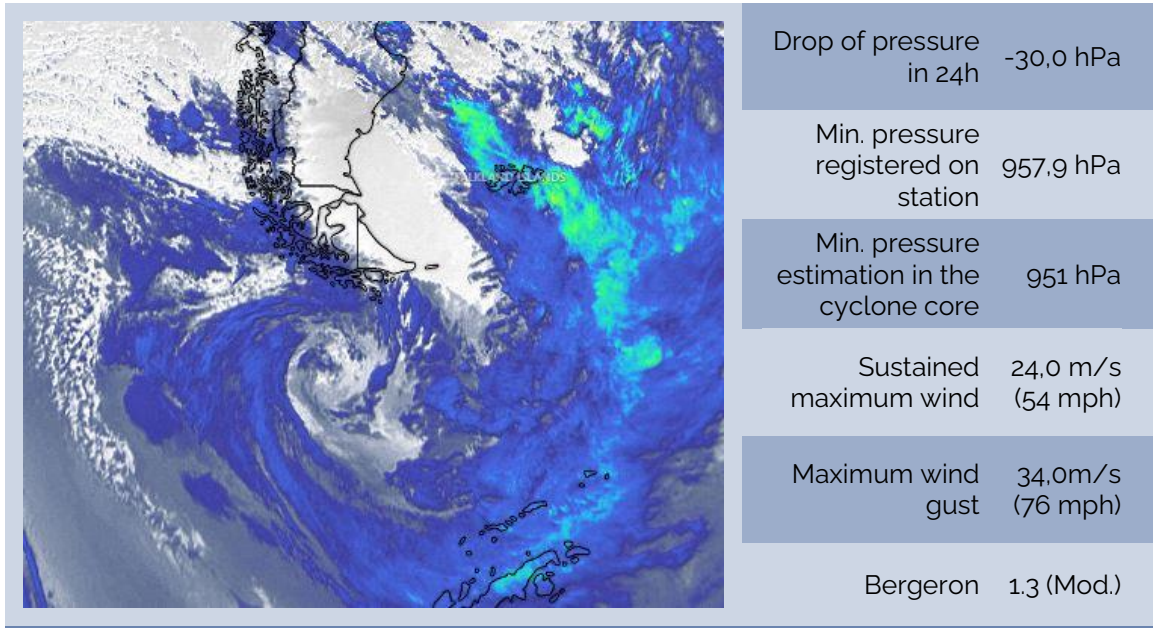 Drop of pressure
in 24h
-30,0 hPa
Min. pressure
registered on
station
957,9 hPa
Min. pressure
estimation in the
cyclone core
951 hPa
Sustained
maximum wind
24,0 m/s
(54 mph)
Maximum wind
gust
34,0m/s
(76 mph)
Bergeron
1.3 (Mod.)
ISLANDS